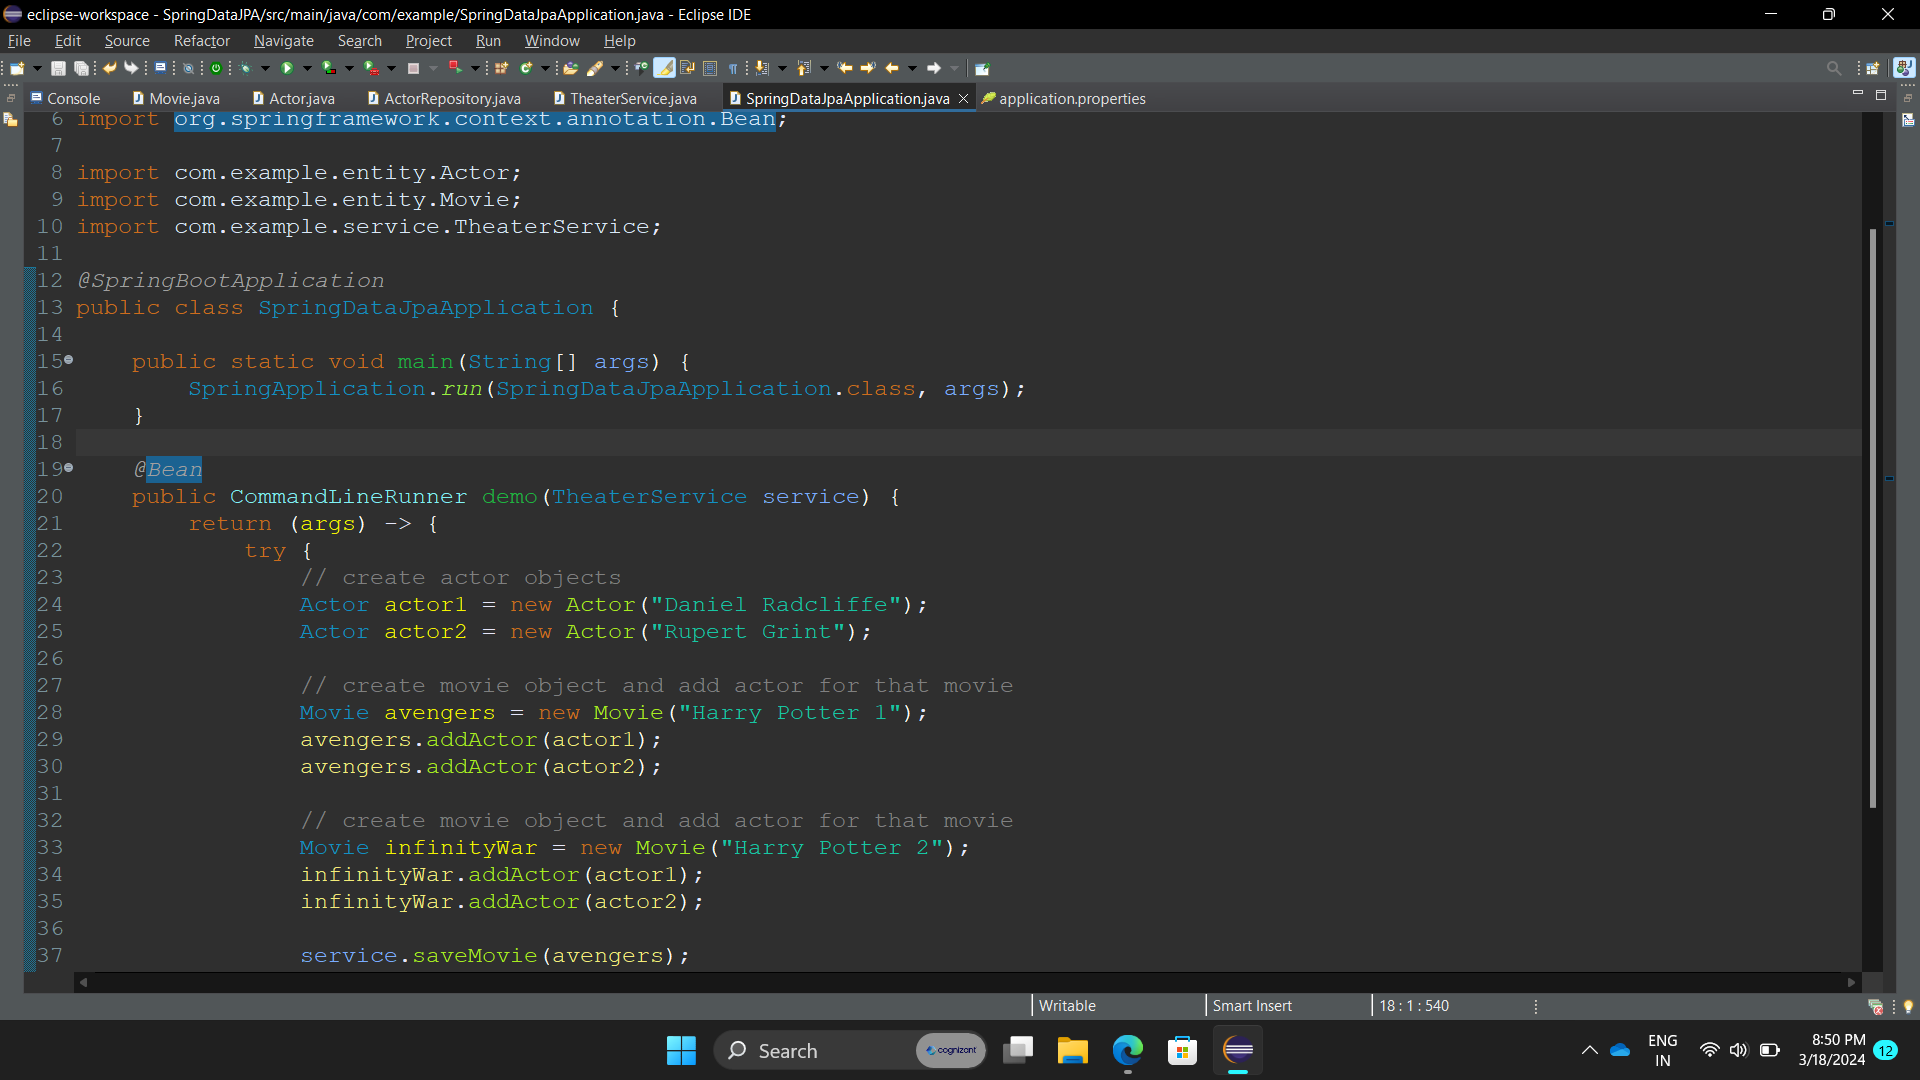 eclipse-workspace - SpringDataJPA/src/main/java/com/example/SpringDataJpaApplication.java - Eclipse IDE
File Edit Source Refactor Navigate Search Project Run Window Help
Console Movie.java Actor.java ActorRepository.java TheaterService.java SpringDataJpaApplication.java application.properties
6 import org.springframework.context.annotation.Bean;
7
8 import com.example.entity.Actor;
9 import com.example.entity.Movie;
10 import com.example.service.TheaterService;
11
12 @SpringBootApplication
13 public class SpringDataJpaApplication {
14
15 public static void main(String[] args) {
16 SpringApplication.run(SpringDataJpaApplication.class, args);
17 }
18
19 @Bean
20 public CommandLineRunner demo(TheaterService service) {
21 return (args) -> {
22 try {
23 // create actor objects
24 Actor actor1 = new Actor("Daniel Radcliffe");
25 Actor actor2 = new Actor("Rupert Grint");
26
27 // create movie object and add actor for that movie
28 Movie avengers = new Movie("Harry Potter 1");
29 avengers.addActor(actor1);
30 avengers.addActor(actor2);
31
32 // create movie object and add actor for that movie
33 Movie infinityWar = new Movie("Harry Potter 2");
34 infinityWar.addActor(actor1);
35 infinityWar.addActor(actor2);
36
37 service.saveMovie(avengers);
Writable Smart Insert 18 : 1 : 540
Search cognizant ENG IN 8:50 PM 3/18/2024 12